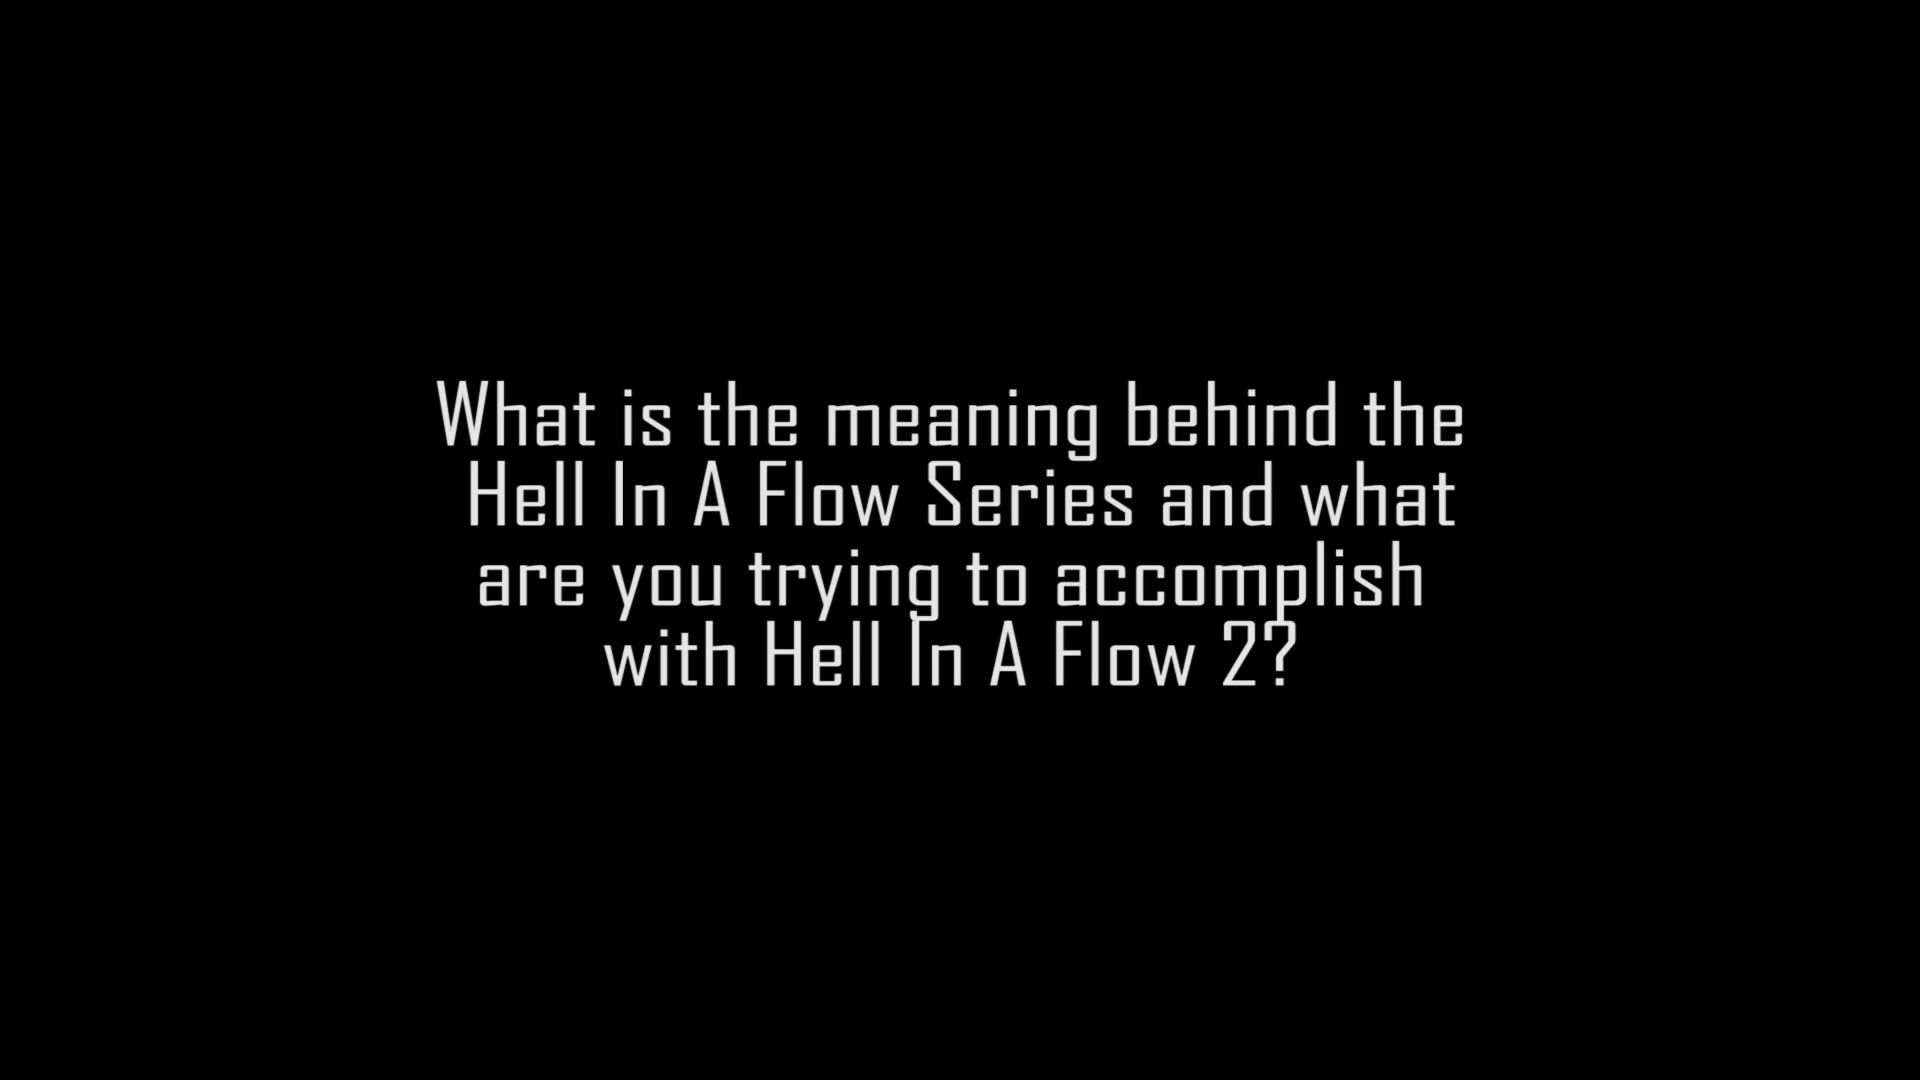 What is the meaning behind the
Hell In A Flow Series and what
are you trying to accomplish
with Hell In A Flow 2?